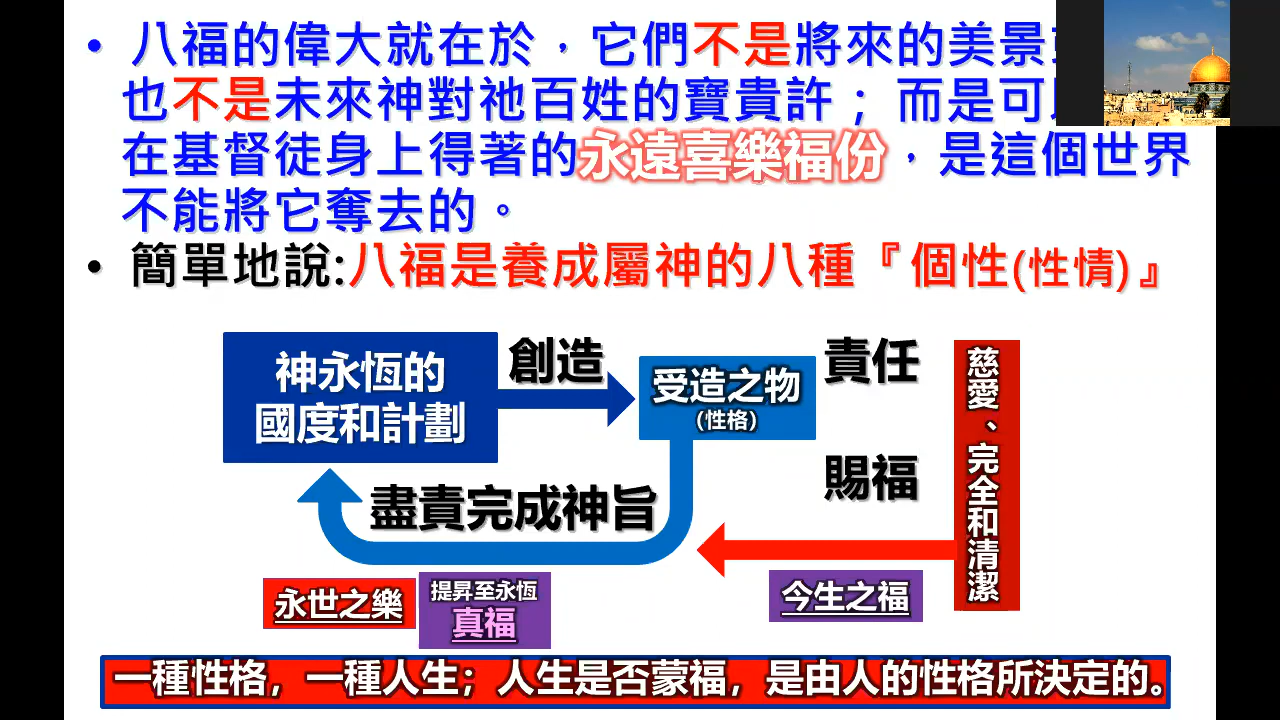 • 八福的偉大就在於，它們不是將來的美景
也不是未來神對祂百姓的寶貴許；而是可
在基督徒身上得著的永遠喜樂福份，是這個世界
不能將它奪去的。
• 簡單地說:八福是養成屬神的八種『個性(性情)』
神永恆的
國度和計劃
創造
受造之物
(性格)
責任
賜福
慈愛、完全和清潔
盡責完成神旨
永世之樂
提昇至永恆
真福
今生之福
一種性格，一種人生；人生是否蒙福，是由人的性格所決定的。